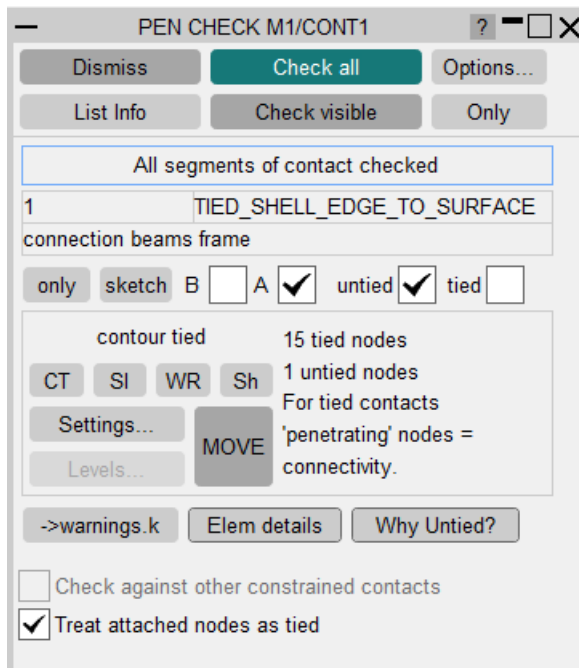 PEN CHECK M1/CONT1 ?
Dismiss Check all Options...
List Info Check visible Only
All segments of contact checked
1 TIED_SHELL_EDGE_TO_SURFACE
connection beams frame
only sketch B A untied tied
contour tied
15 tied nodes
1 untied nodes
For tied contacts
'penetrating' nodes =
connectivity.
CT SI WR Sh
Settings...
Levels...
MOVE
->warnings.k Elem details Why Untied?
Check against other constrained contacts
Treat attached nodes as tied